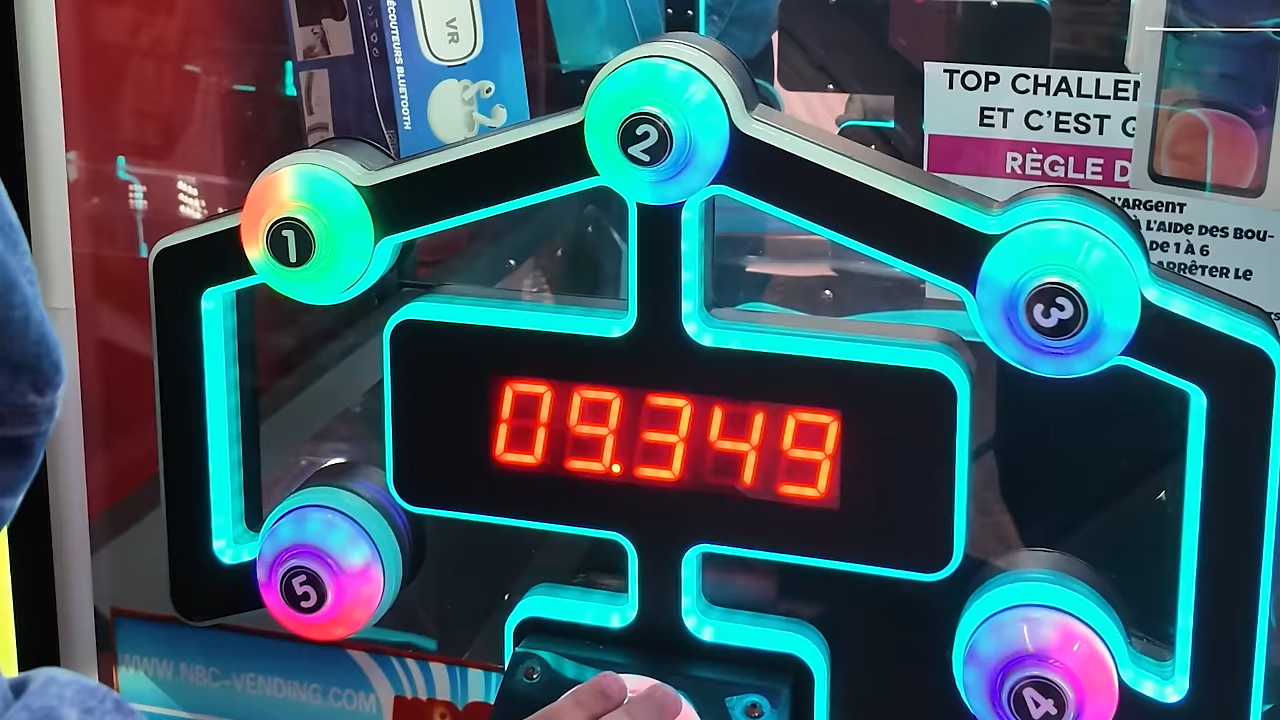 VR
ÉCOUTEURS BLUETOOTH
TOP CHALLEN
ET C'EST
RÈGLE D
L'ARGENT
À L'AIDE DES BOU-
DE 1 À 6
ARRÊTER LE
2
1
3
09.349
5
4
WWW.NBC-VENDING.COM